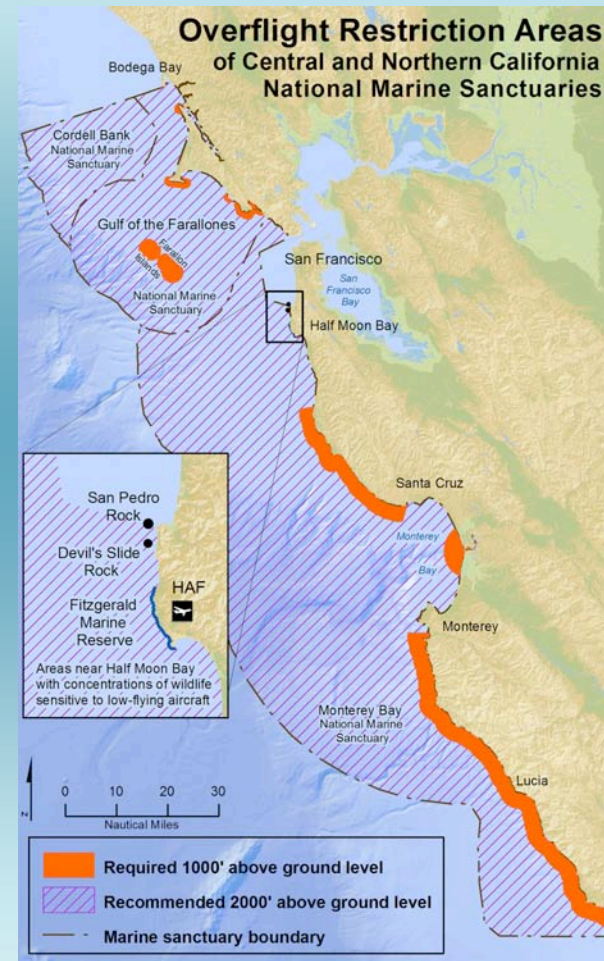 Overflight Restriction Areas
of Central and Northern California
National Marine Sanctuaries
Bodega Bay
Cordell Bank
National Marine
Sanctuary
Gulf of the Farallones
Farallon
Islands
National Marine
Sanctuary
San Francisco
San
Francisco
Bay
Half Moon Bay
Santa Cruz
Monterey
Bay
Monterey
Monterey Bay
National Marine
Sanctuary
Lucia
San Pedro
Rock
Devil's Slide
Rock
HAF
Fitzgerald
Marine
Reserve
Areas near Half Moon Bay
with concentrations of wildlife
sensitive to low-flying aircraft
z
0 10 20 30
Nautical Miles
Required 1000' above ground level
Recommended 2000' above ground level
Marine sanctuary boundary